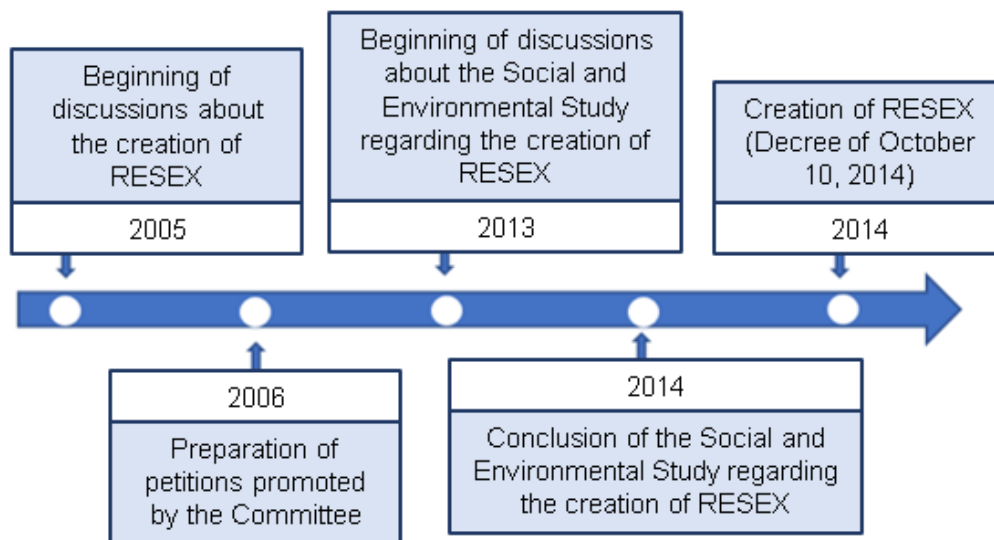 Beginning of
discussions about
the creation of
RESEX
2005
Beginning of discussions
about the Social and
Environmental Study
regarding the creation of
RESEX
2013
Creation of RESEX
(Decree of October
10, 2014)
2014
2006
Preparation of
petitions promoted
by the Committee
2014
Conclusion of the Social and
Environmental Study regarding
the creation of RESEX